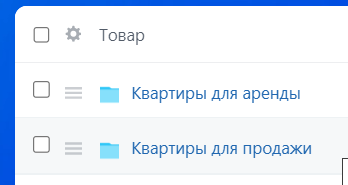 Товар
Квартиры для аренды
Квартиры для продажи